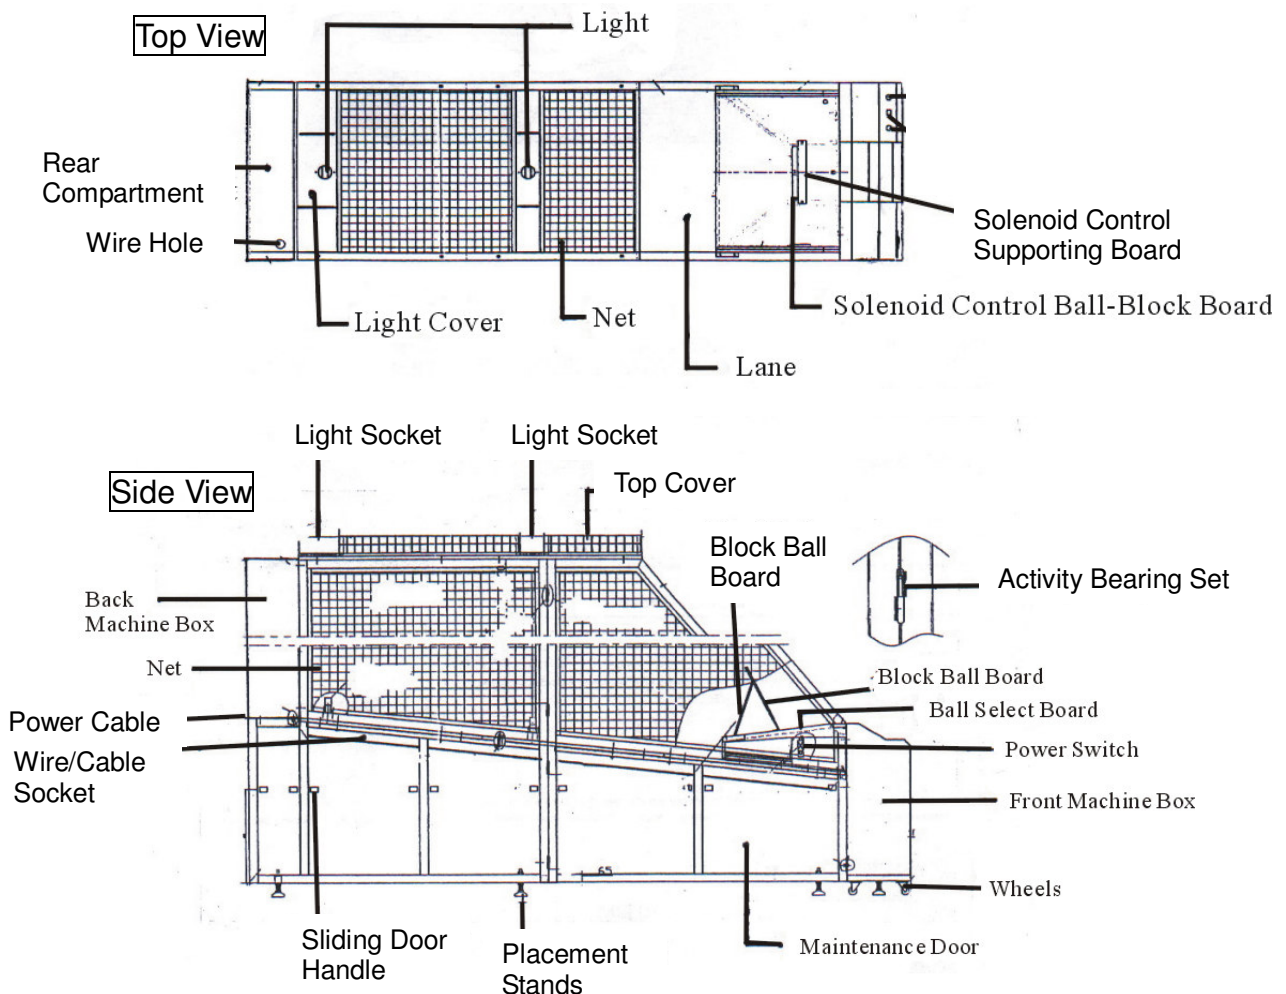 Top View
Light
Rear
Compartment
Wire Hole
Solenoid Control
Supporting Board
Solenoid Control Ball-Block Board
Light Cover
Net
Lane
Light Socket
Light Socket
Side View
Top Cover
Block Ball
Board
Activity Bearing Set
Back
Machine Box
Net
Block Ball Board
Ball Select Board
Power Cable
Power Switch
Wire/Cable
Socket
Front Machine Box
65
Wheels
Sliding Door
Handle
Placement
Stands
Maintenance Door